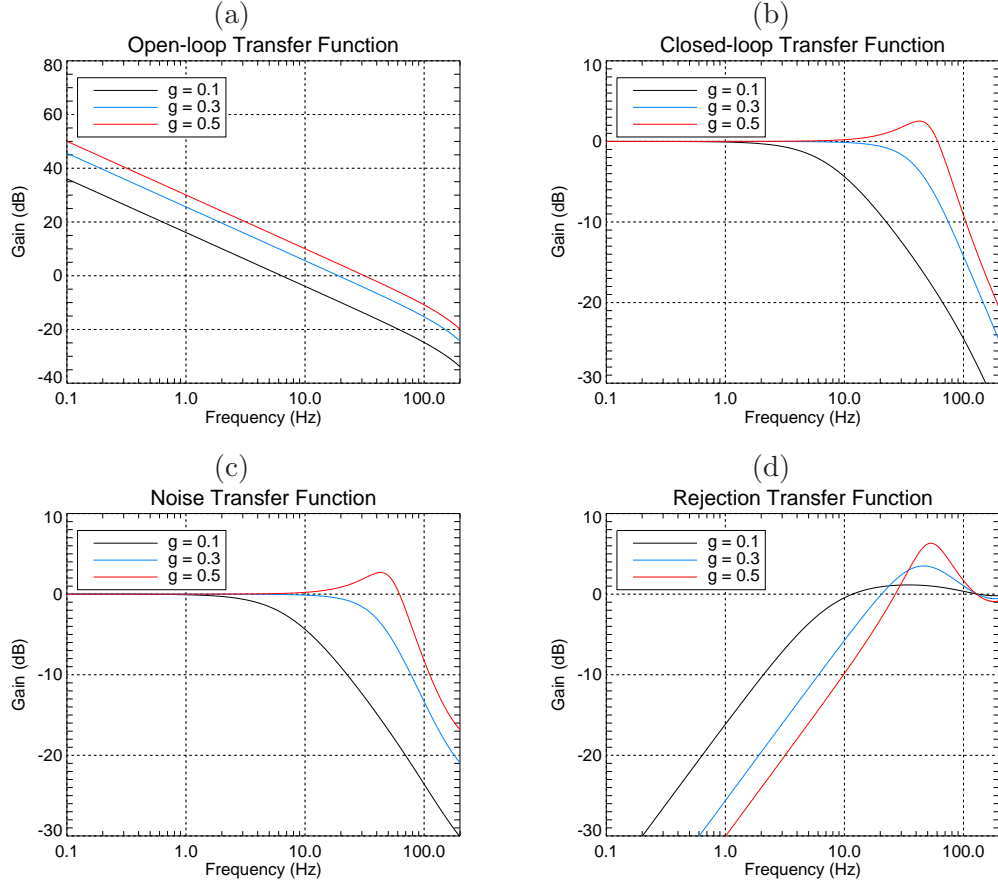 (a)
Open-loop Transfer Function
80
60
40
20
0
-20
-40
Gain (dB)
g = 0.1
g = 0.3
g = 0.5
0.1
1.0
10.0
100.0
Frequency (Hz)
(b)
Closed-loop Transfer Function
10
0
-10
-20
-30
Gain (dB)
g = 0.1
g = 0.3
g = 0.5
0.1
1.0
10.0
100.0
Frequency (Hz)
(c)
Noise Transfer Function
10
0
-10
-20
-30
Gain (dB)
g = 0.1
g = 0.3
g = 0.5
0.1
1.0
10.0
100.0
Frequency (Hz)
(d)
Rejection Transfer Function
10
0
-10
-20
-30
Gain (dB)
g = 0.1
g = 0.3
g = 0.5
0.1
1.0
10.0
100.0
Frequency (Hz)